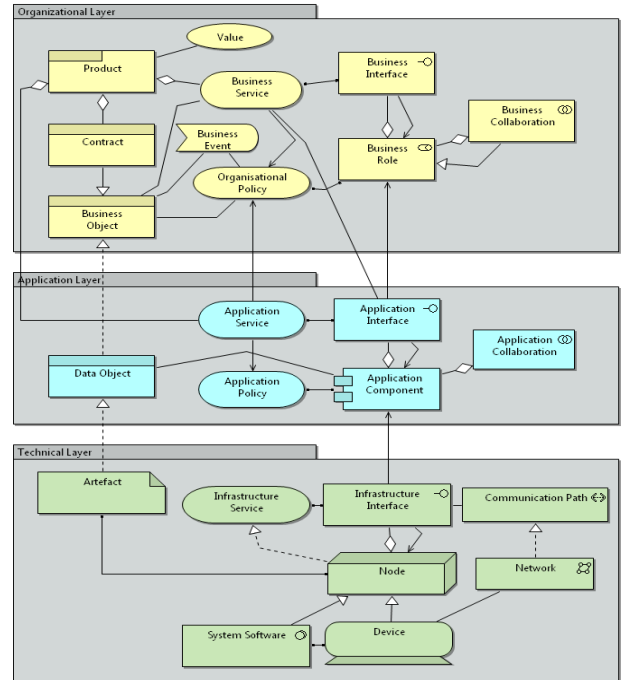 Organizational Layer
Value
Product
Business
Service
Business
Interface
Business
Collaboration
Business
Event
Contract
Business
Role
Organisational
Policy
Business
Object
Application Layer
Application
Service
Application
Interface
Application
Collaboration
Data Object
Application
Policy
Application
Component
Technical Layer
Artefact
Infrastructure
Service
Infrastructure
Interface
Communication Path
Node
Network
System Software
Device